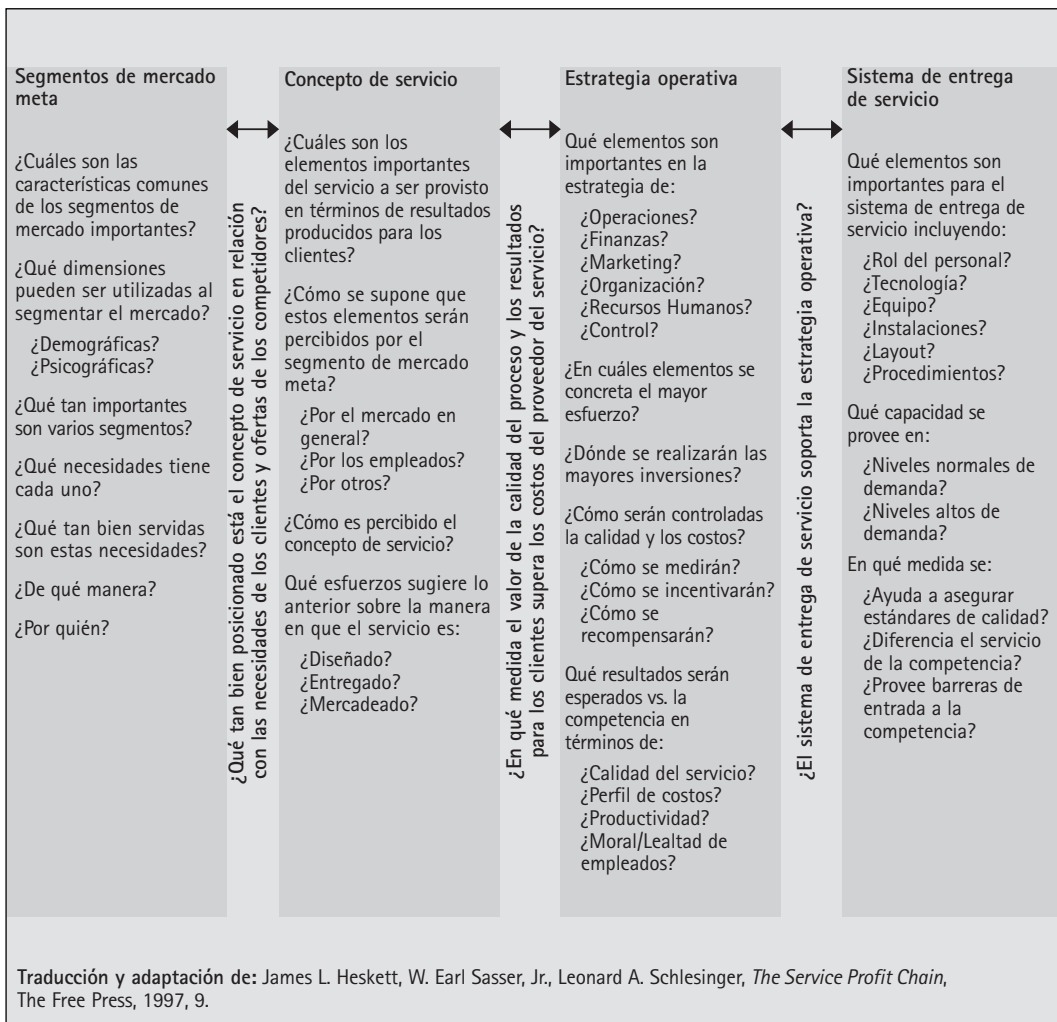 Segmentos de mercado
meta
¿Cuáles son las
características comunes
de los segmentos de
mercado importantes?
¿Qué dimensiones
pueden ser utilizadas al
segmentar el mercado?
¿Demográficas?
¿Psicográficas?
¿Qué tan importantes
son varios segmentos?
¿Qué necesidades tiene
cada uno?
¿Qué tan bien servidas
son estas necesidades?
¿De qué manera?
¿Por quién?
¿Qué tan bien posicionado está el concepto de servicio en relación
con las necesidades de los clientes y ofertas de los competidores?
Concepto de servicio
¿Cuáles son los
elementos importantes
del servicio a ser provisto
en términos de resultados
producidos para los
clientes?
¿Cómo se supone que
estos elementos serán
percibidos por el
segmento de mercado
meta?
¿Por el mercado en
general?
¿Por los empleados?
¿Por otros?
¿Cómo es percibido el
concepto de servicio?
Qué esfuerzos sugiere lo
anterior sobre la manera
en que el servicio es:
¿Diseñado?
¿Entregado?
¿Mercadeado?
¿En qué medida el valor de la calidad del proceso y los resultados
para los clientes supera los costos del proveedor del servicio?
Estrategia operativa
Qué elementos son
importantes en la
estrategia de:
¿Operaciones?
¿Finanzas?
¿Marketing?
¿Organización?
¿Recursos Humanos?
¿Control?
¿En cuáles elementos se
concreta el mayor
esfuerzo?
¿Dónde se realizarán las
mayores inversiones?
¿Cómo serán controladas
la calidad y los costos?
¿Cómo se medirán?
¿Cómo se incentivarán?
¿Cómo se
recompensarán?
Qué resultados serán
esperados vs. la
competencia en
términos de:
¿Calidad del servicio?
¿Perfil de costos?
¿Productividad?
¿Moral/Lealtad de
empleados?
¿El sistema de entrega de servicio soporta la estrategia operativa?
Sistema de entrega
de servicio
Qué elementos son
importantes para el
sistema de entrega de
servicio incluyendo:
¿Rol del personal?
¿Tecnología?
¿Equipo?
¿Instalaciones?
¿Layout?
¿Procedimientos?
Qué capacidad se
provee en:
¿Niveles normales de
demanda?
¿Niveles altos de
demanda?
En qué medida se:
¿Ayuda a asegurar
estándares de calidad?
¿Diferencia el servicio
de la competencia?
¿Provee barreras de
entrada a la
competencia?
Traducción y adaptación de: James L. Heskett, W. Earl Sasser, Jr., Leonard A. Schlesinger, The Service Profit Chain,
The Free Press, 1997, 9.